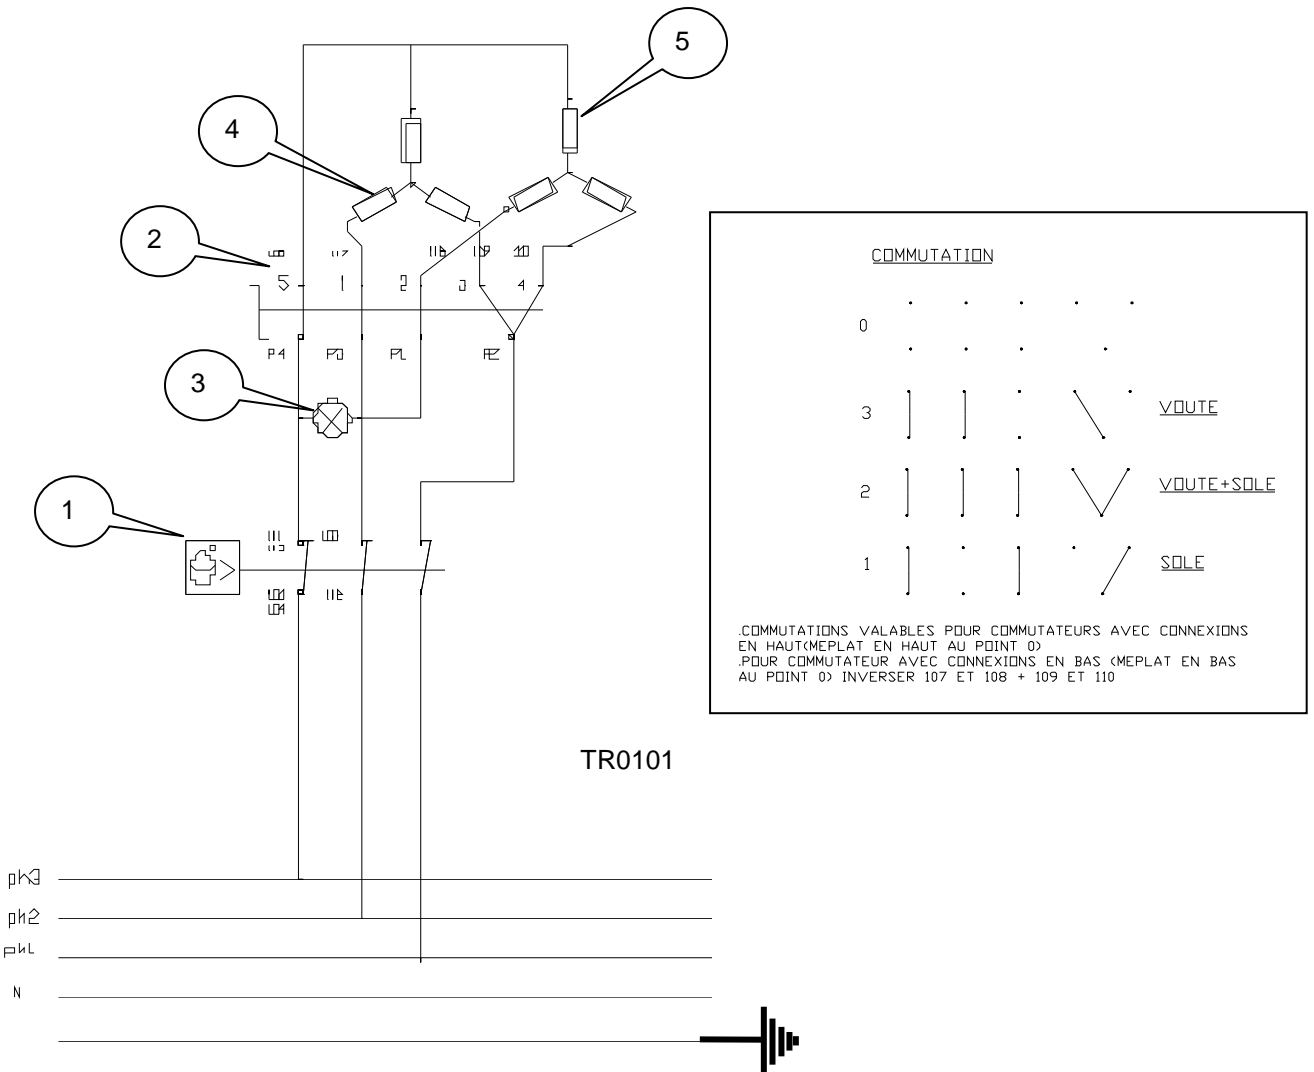 5
4
2
5 1 2 3 4
P4
3
1
COMMUTATION
0
3 VOUTE
2 VOUTE+SOLE
1 SOLE
.COMMUTATIONS VALABLES POUR COMMUTATEURS AVEC CONNEXIONS
EN HAUT(MEPLAT EN HAUT AU POINT 0)
.POUR COMMUTATEUR AVEC CONNEXIONS EN BAS (MEPLAT EN BAS
AU POINT 0) INVERSER 107 ET 108 + 109 ET 110
TR0101
ph3
ph2
N